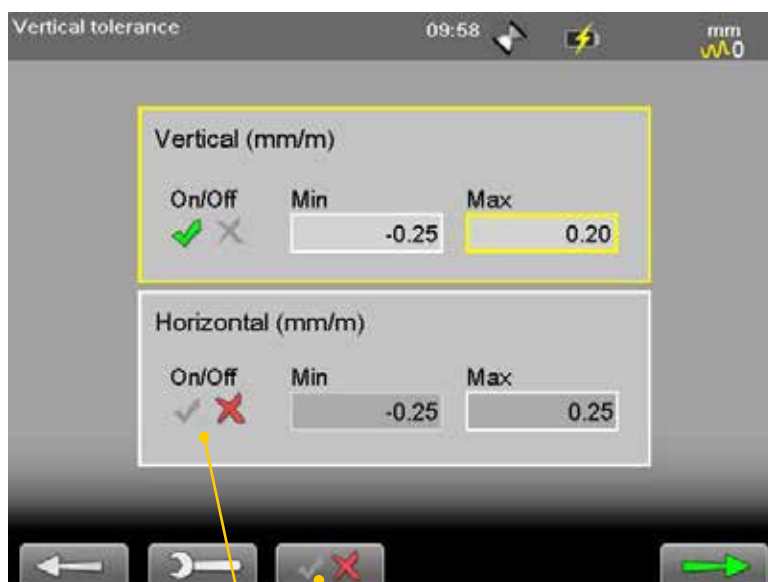 Vertical tolerance 09:58 mm
0
Vertical (mm/m)
On/Off Min Max
-0.25 0.20
Horizontal (mm/m)
On/Off Min Max
-0.25 0.25